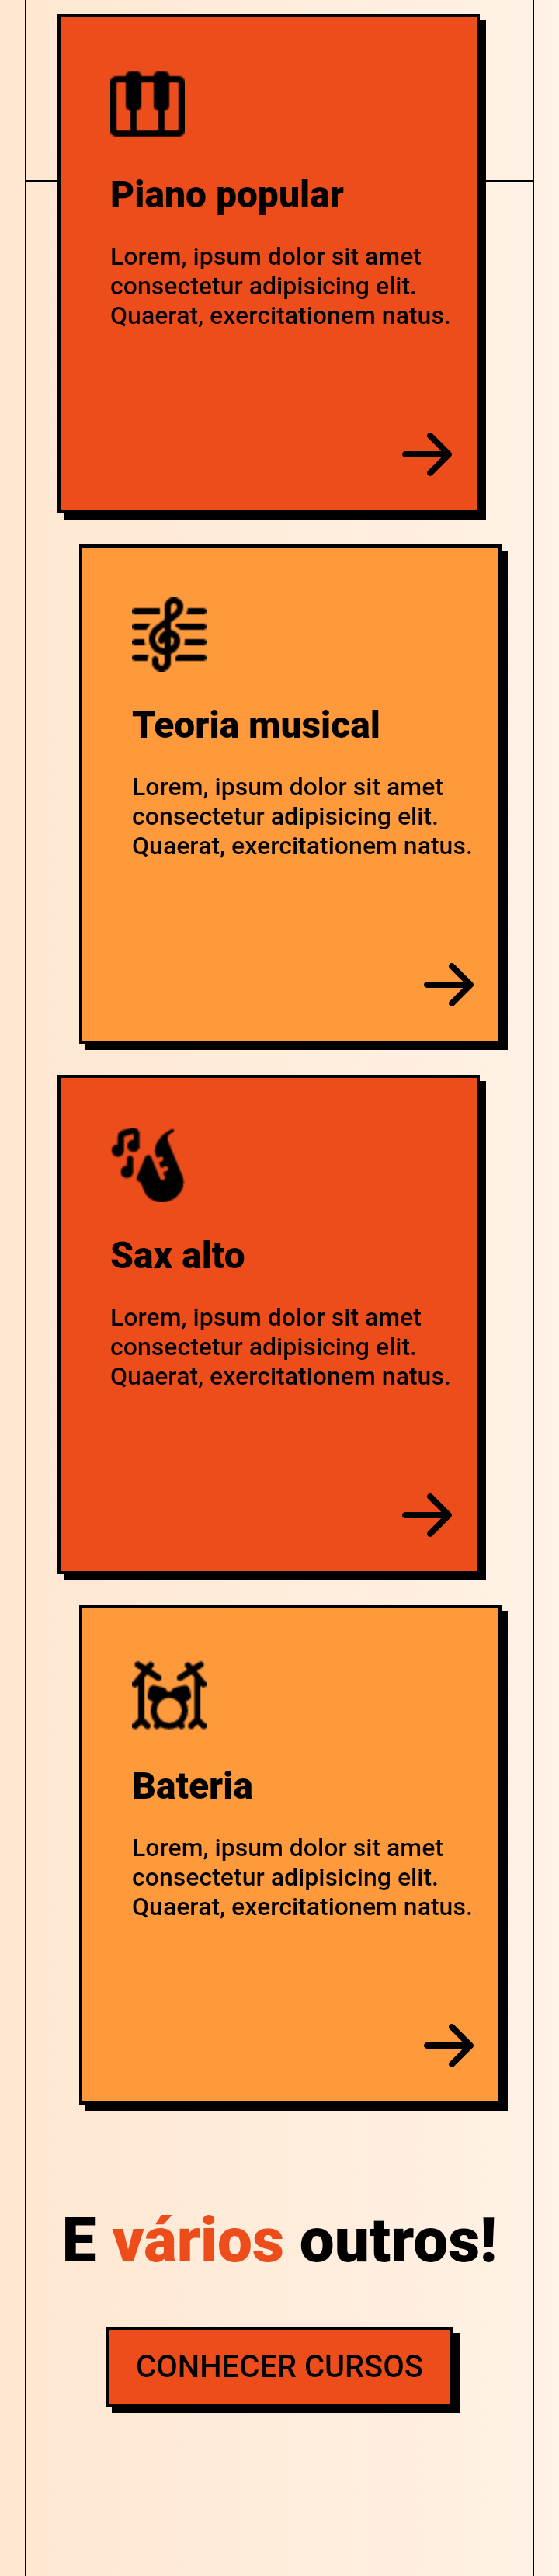 Piano popular
Lorem, ipsum dolor sit amet
consectetur adipisicing elit.
Quaerat, exercitationem natus.
Teoria musical
Lorem, ipsum dolor sit amet
consectetur adipisicing elit.
Quaerat, exercitationem natus.
Sax alto
Lorem, ipsum dolor sit amet
consectetur adipisicing elit.
Quaerat, exercitationem natus.
Bateria
Lorem, ipsum dolor sit amet
consectetur adipisicing elit.
Quaerat, exercitationem natus.
E vários outros!
CONHECER CURSOS